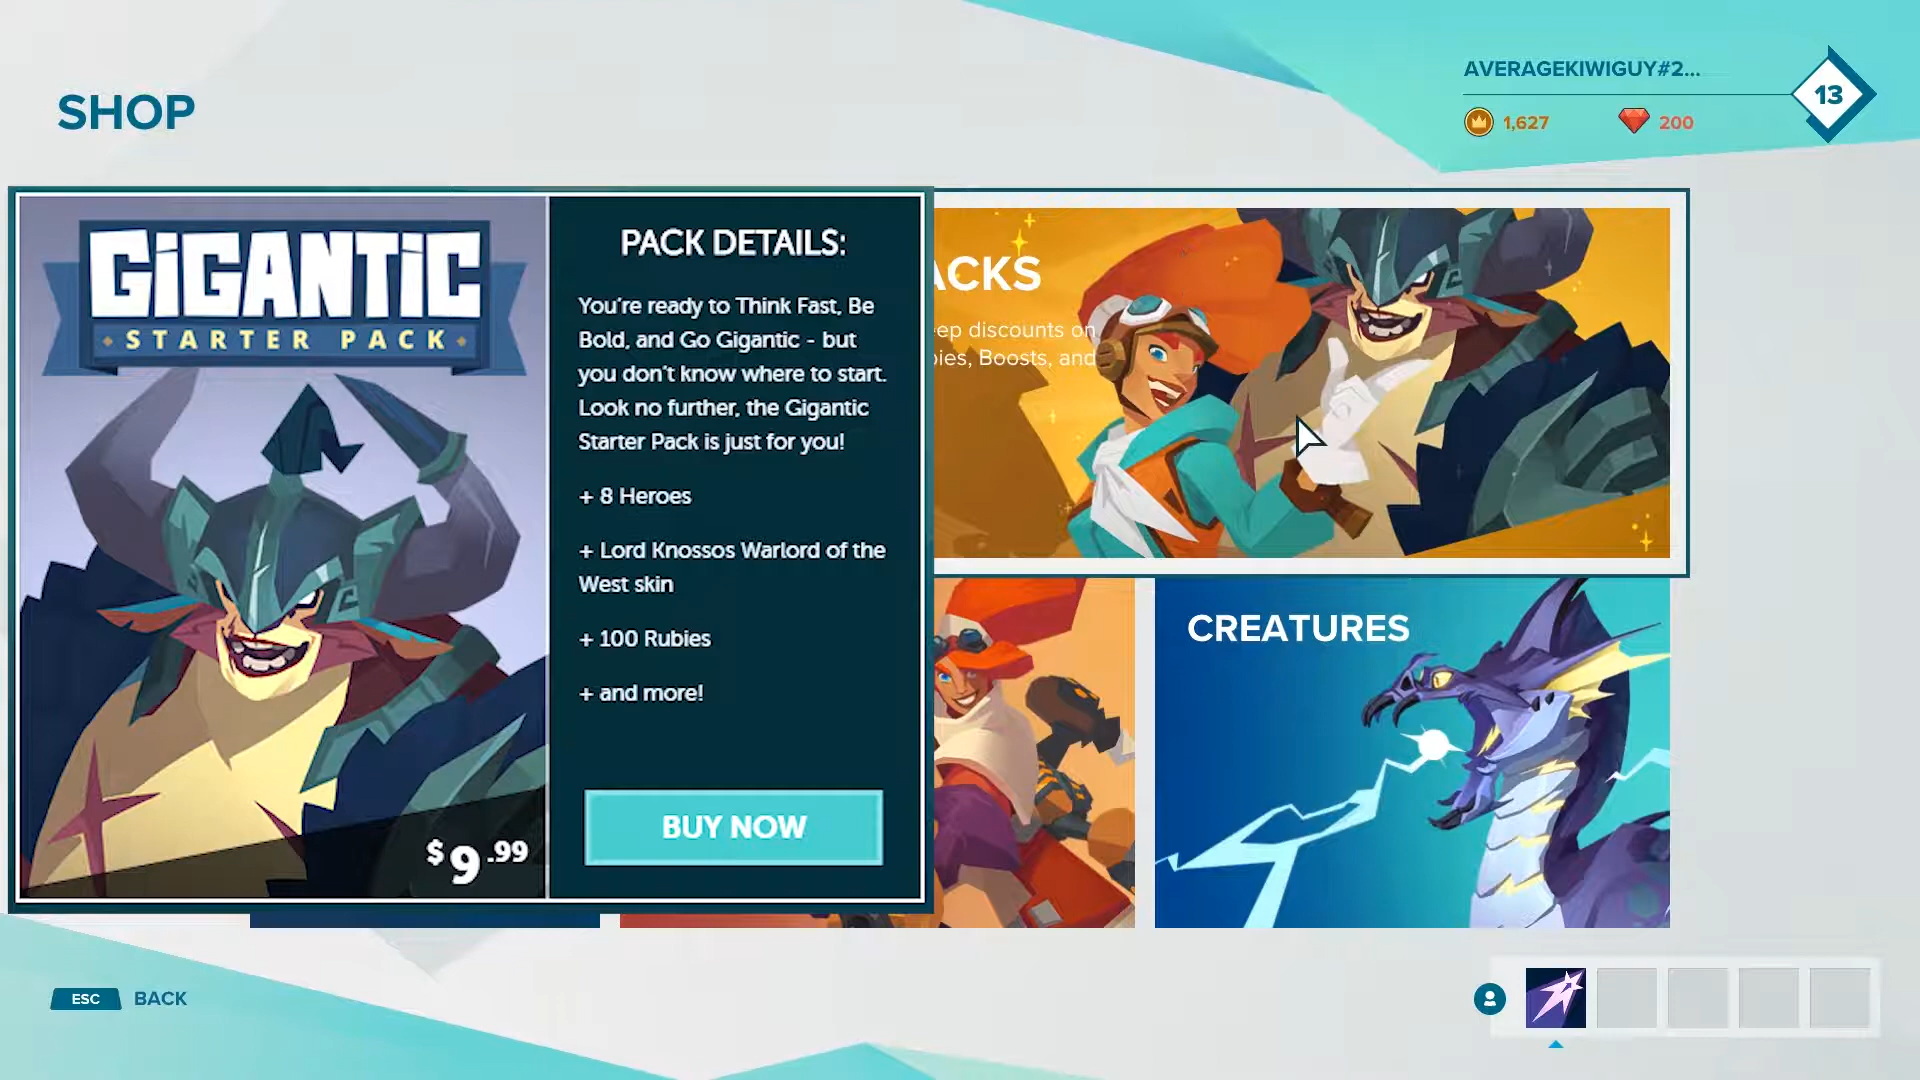 SHOP
AVERAGEKIWIGUY#2...
1,627
200
13
GIGANTIC
STARTER PACK
$9.99
PACK DETAILS:
You're ready to Think Fast, Be
Bold, and Go Gigantic - but
you don't know where to start.
Look no further, the Gigantic
Starter Pack is just for you!
+ 8 Heroes
+ Lord Knossos Warlord of the
West skin
+ 100 Rubies
+ and more!
BUY NOW
ACKS
discounts on
Boosts, and
CREATURES
ESC BACK